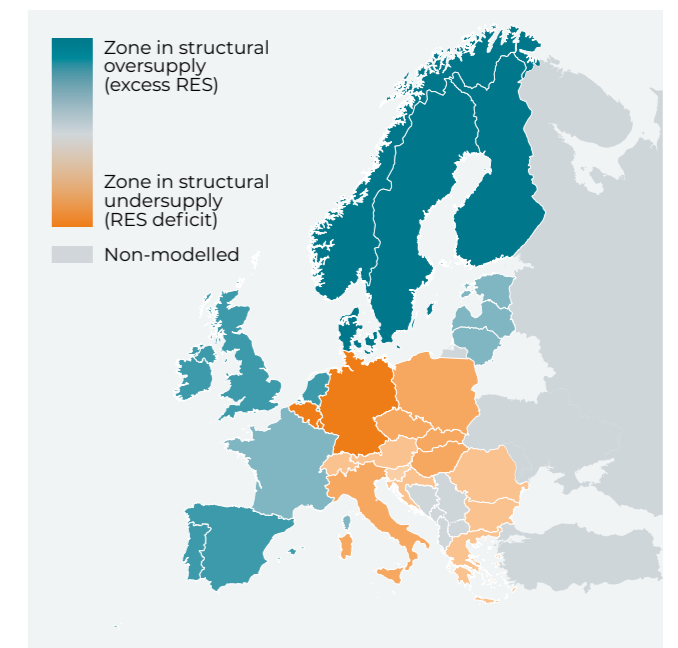 Zone in structural
oversupply
(excess RES)
Zone in structural
undersupply
(RES deficit)
Non-modelled